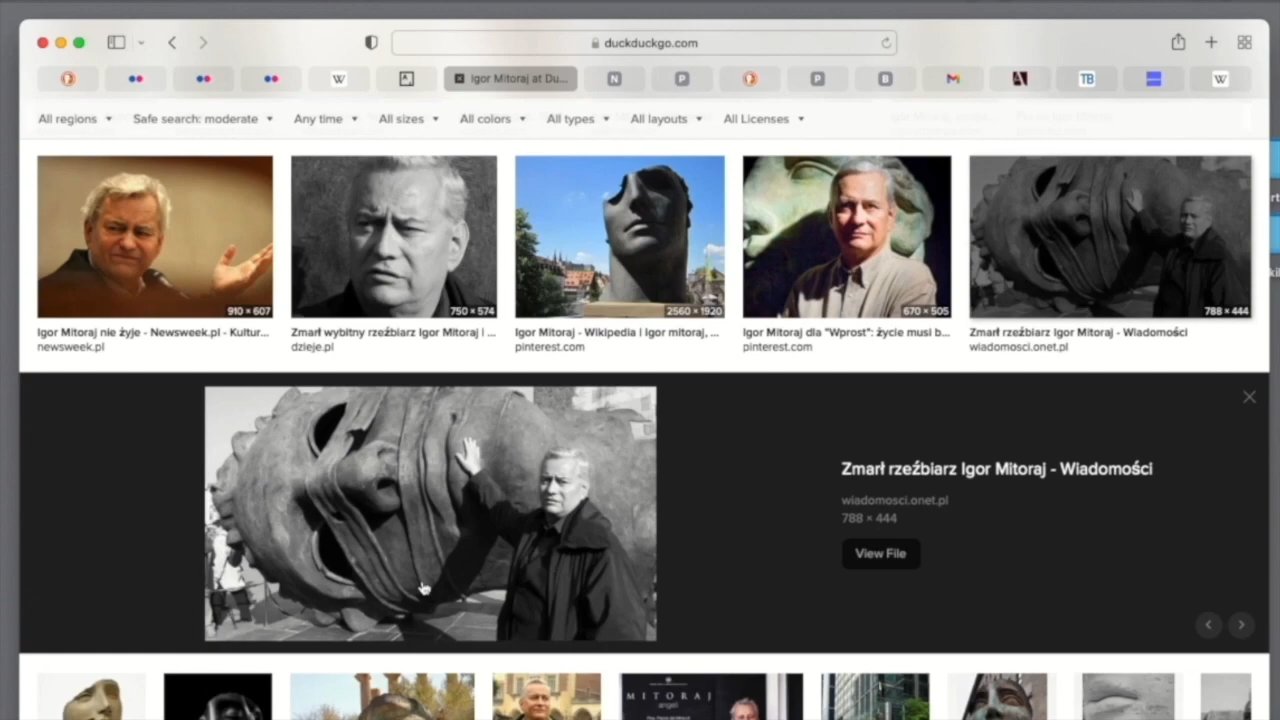 duckduckgo.com
W
A
Igor Mitoraj at Du...
N
P
P
B
TB
W
All regions
Safe search: moderate
Any time
All sizes
All colors
All types
All layouts
All Licenses
910 × 607
750 × 574
2560 × 1920
670 × 505
788 × 444
Igor Mitoraj nie żyje - Newsweek.pl - Kultur...
Zmarł wybitny rzeźbiarz Igor Mitoraj | ...
Igor Mitoraj - Wikipedia | Igor mitoraj, ...
Igor Mitoraj dla "Wprost": życie musi b...
Zmarł rzeźbiarz Igor Mitoraj - Wiadomości
newsweek.pl
dzieje.pl
pinterest.com
pinterest.com
wiadomosci.onet.pl
Zmarł rzeźbiarz Igor Mitoraj - Wiadomości
wiadomosci.onet.pl
788 × 444
View File
MITORAJ
angel